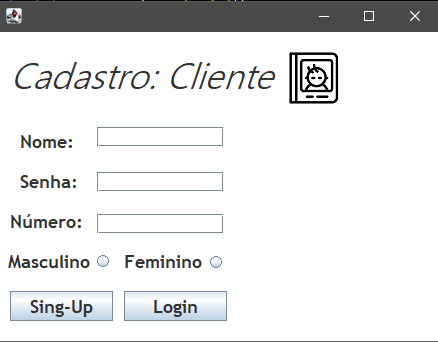 Cadastro: Cliente
Nome:
Senha:
Número:
Masculino Feminino
Sing-Up Login